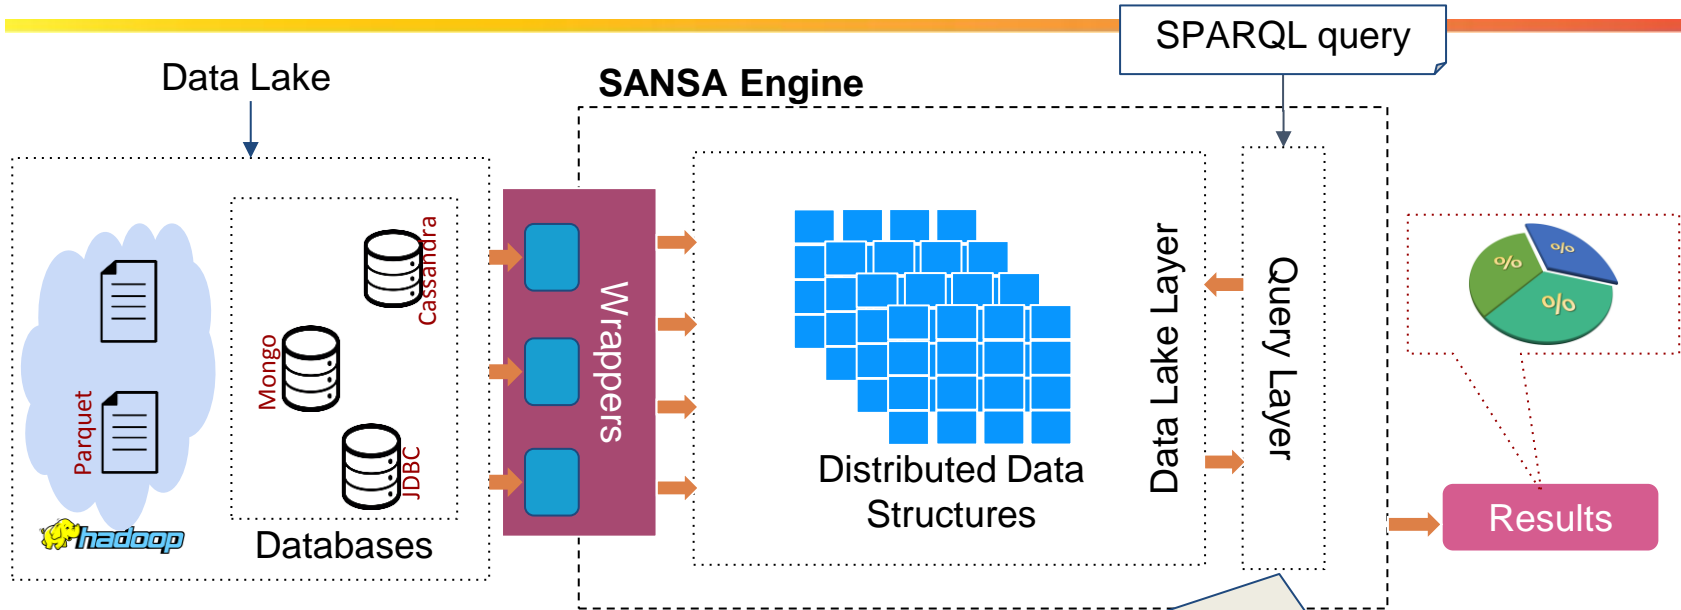 SPARQL query
Data Lake
SANSA Engine
Cassandra
Mongo
JDBC
Parquet
hadoop
Databases
Wrappers
Distributed Data
Structures
Data Lake Layer
Query Layer
%
%
%
Results